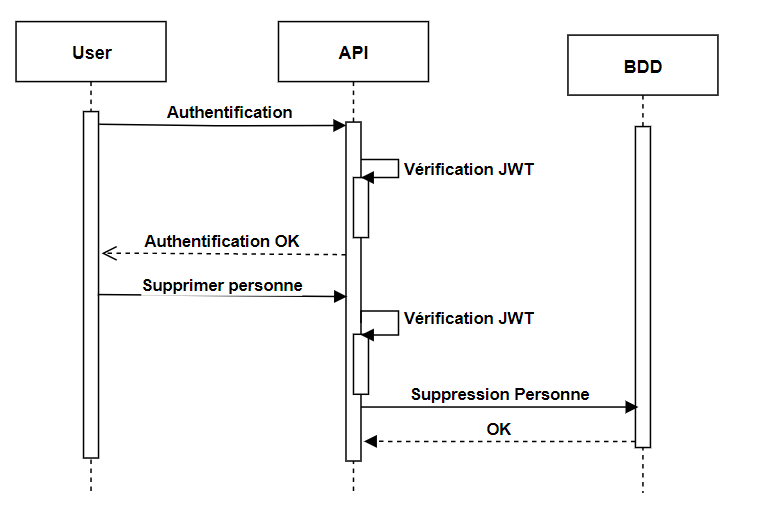 User
API
BDD
Authentification
Vérification JWT
Authentification OK
Supprimer personne
Vérification JWT
Suppression Personne
OK